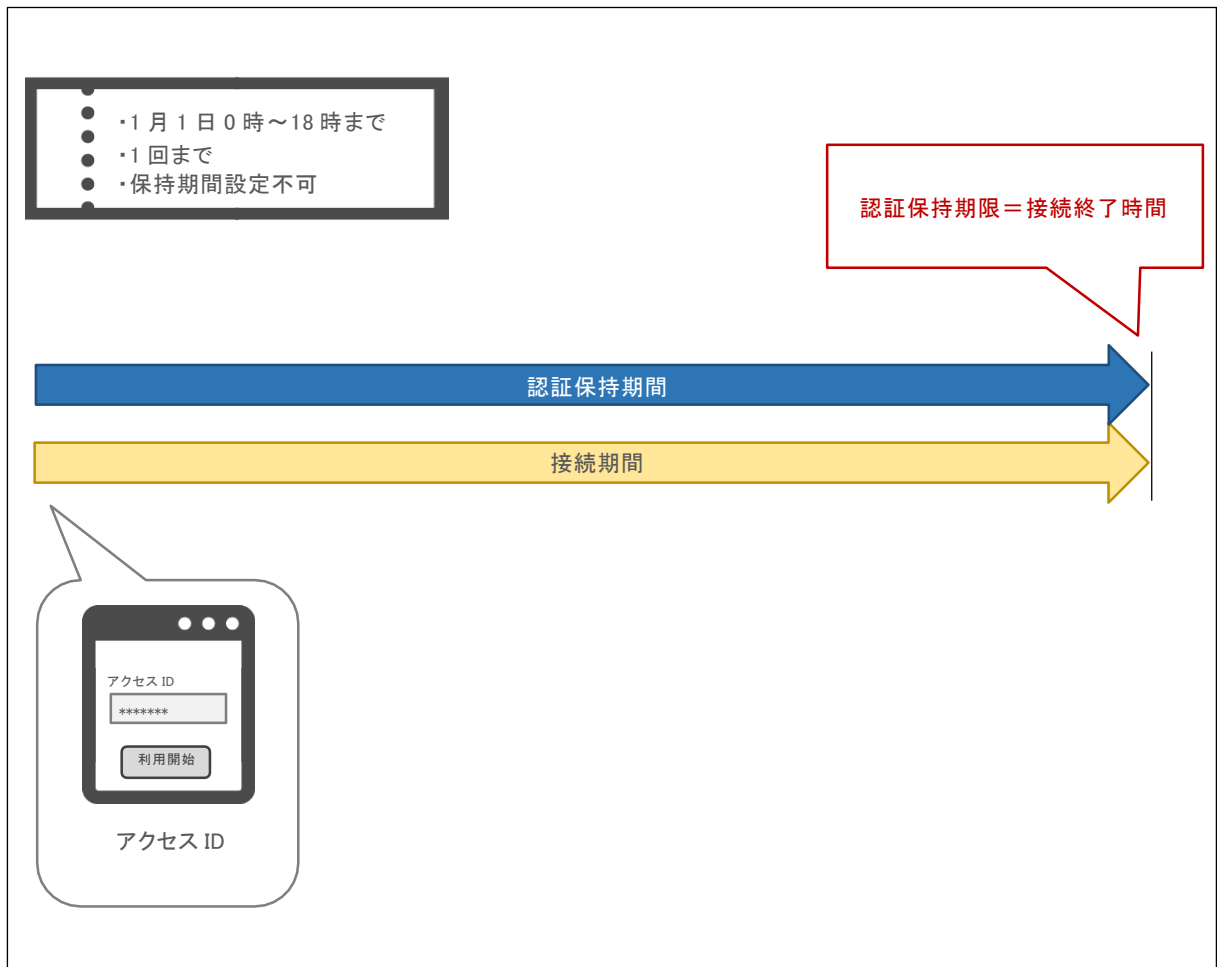 ・1月1日0時～18時まで
・1回まで
・保持期間設定不可
認証保持期限＝接続終了時間
認証保持期間
接続期間
アクセス ID
*******
利用開始
アクセス ID